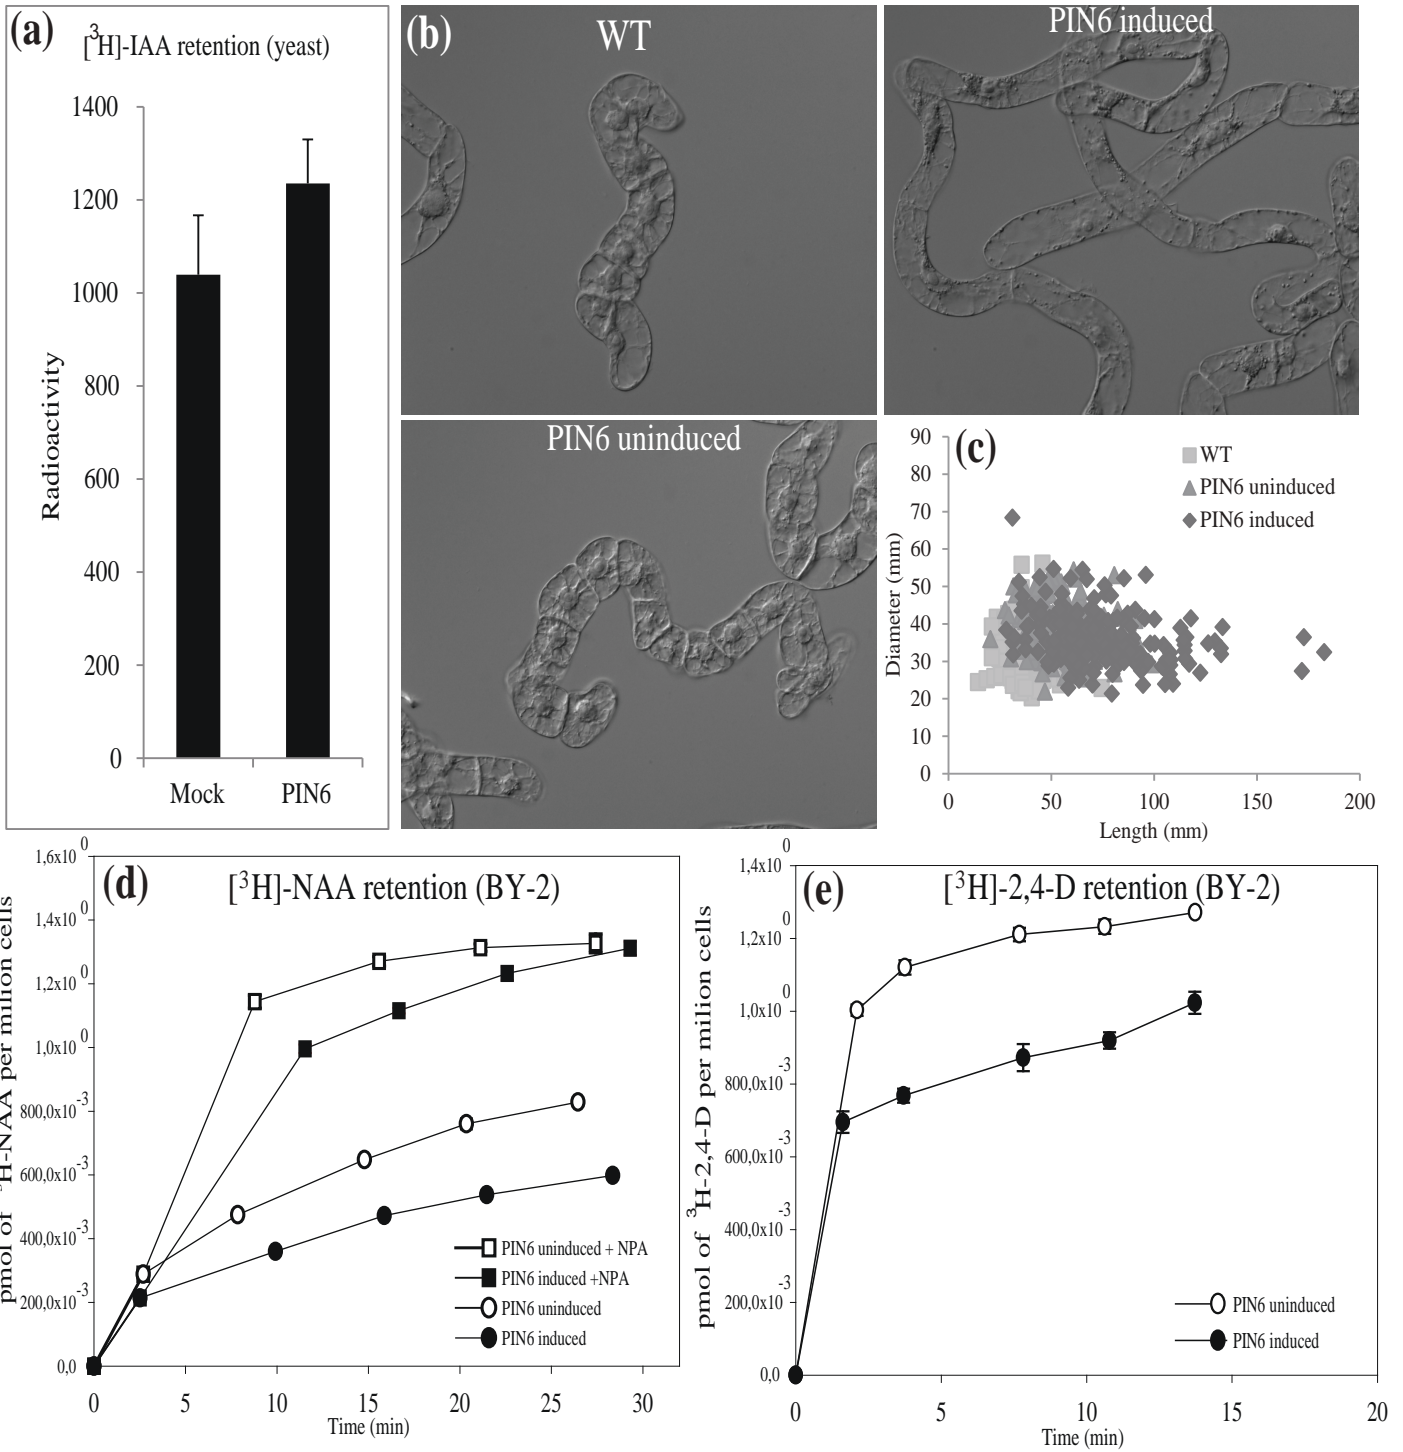 (a)
[³H]-IAA retention (yeast)
1400
1200
1000
800
600
400
200
0
Radioactivity
Mock PIN6
(b)
WT
PIN6 induced
PIN6 uninduced
(c)
90
80
70
60
50
40
30
20
10
0
Diameter (mm)
WT
PIN6 uninduced
PIN6 induced
0 50 100 150 200
Length (mm)
(d)
[³H]-NAA retention (BY-2)
1,6x10 0
1,4x10 0
1,2x10 0
1,0x10 0
800,0x10 -3
600,0x10 -3
400,0x10 -3
200,0x10 -3
0,0
pmol of ³H-NAA per milion cells
PIN6 uninduced + NPA
PIN6 induced +NPA
PIN6 uninduced
PIN6 induced
0 5 10 15 20 25 30
Time (min)
(e)
[³H]-2,4-D retention (BY-2)
1,4x10 0
1,2x10 0
1,0x10 0
800,0x10 -3
600,0x10 -3
400,0x10 -3
200,0x10 -3
0,0
pmol of ³H-2,4-D per milion cells
PIN6 uninduced
PIN6 induced
0 5 10 15 20
Time (min)